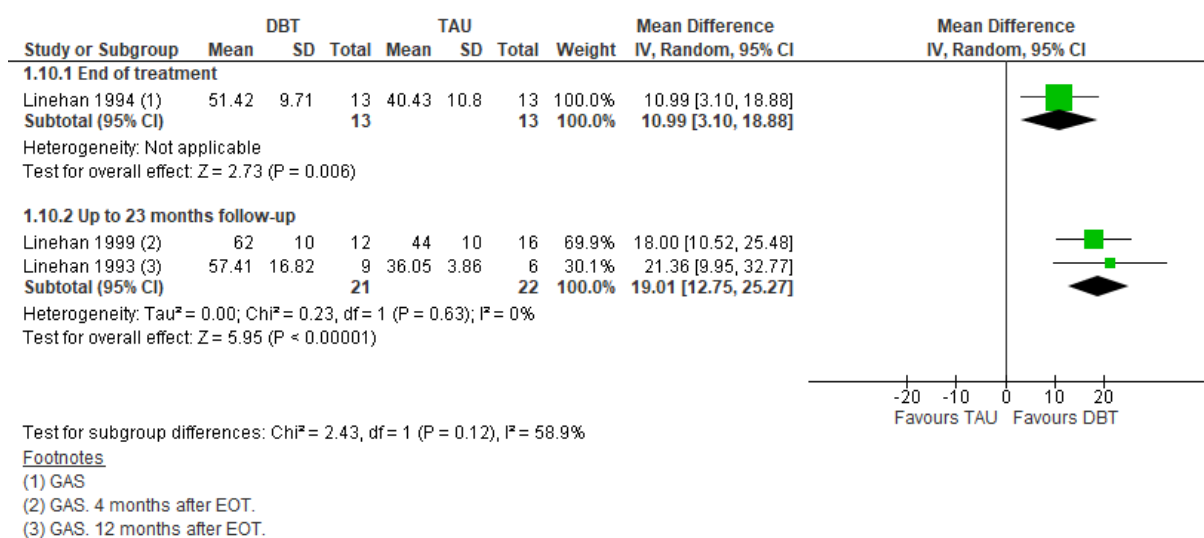 DBT TAU Mean Difference Mean Difference
Study or Subgroup Mean SD Total Mean SD Total Weight IV, Random, 95% CI IV, Random, 95% CI
1.10.1 End of treatment
Linehan 1994 (1) 51.42 9.71 13 40.43 10.8 13 100.0% 10.99 [3.10, 18.88]
Subtotal (95% CI) 13 13 100.0% 10.99 [3.10, 18.88]
Heterogeneity: Not applicable
Test for overall effect: Z = 2.73 (P = 0.006)
1.10.2 Up to 23 months follow-up
Linehan 1999 (2) 62 10 12 44 10 16 69.9% 18.00 [10.52, 25.48]
Linehan 1993 (3) 57.41 16.82 9 36.05 3.86 6 30.1% 21.36 [9.95, 32.77]
Subtotal (95% CI) 21 22 100.0% 19.01 [12.75, 25.27]
Heterogeneity: Tau² = 0.00; Chi² = 0.23, df = 1 (P = 0.63); I² = 0%
Test for overall effect: Z = 5.95 (P < 0.00001)
-20 -10 0 10 20
Favours TAU Favours DBT
Test for subgroup differences: Chi² = 2.43, df = 1 (P = 0.12), I² = 58.9%
Footnotes
(1) GAS
(2) GAS. 4 months after EOT.
(3) GAS. 12 months after EOT.